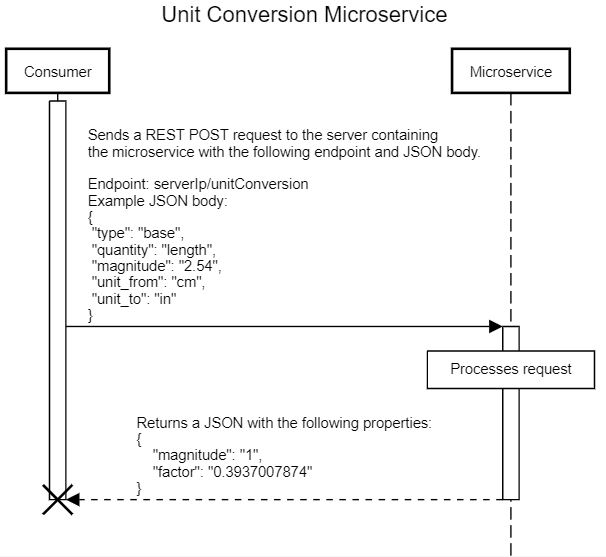 Unit Conversion Microservice
Consumer
Microservice
Sends a REST POST request to the server containing
the microservice with the following endpoint and JSON body.
Endpoint: serverIp/unitConversion
Example JSON body:
{
"type": "base",
"quantity": "length",
"magnitude": "2.54",
"unit_from": "cm",
"unit_to": "in"
}
Processes request
Returns a JSON with the following properties:
{
"magnitude": "1",
"factor": "0.3937007874"
}